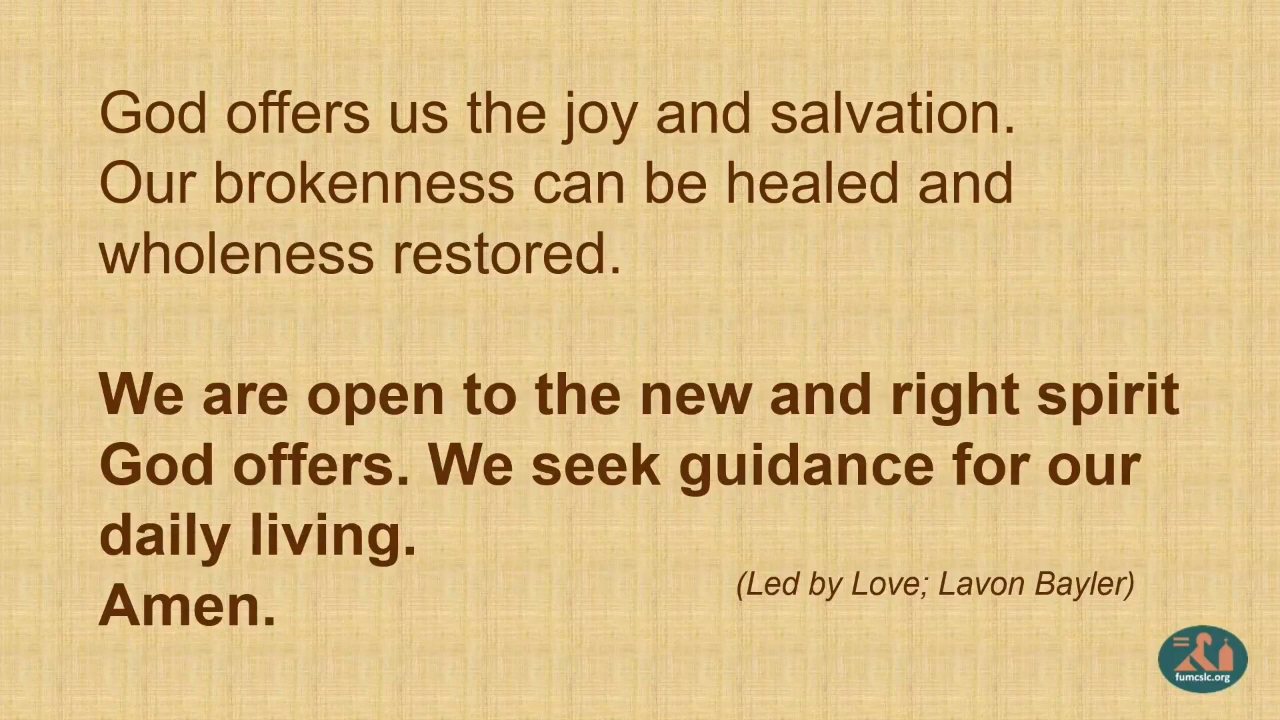 God offers us the joy and salvation.
Our brokenness can be healed and
wholeness restored.
We are open to the new and right spirit
God offers. We seek guidance for our
daily living.
Amen.
(Led by Love; Lavon Bayler)
fumcslc.org